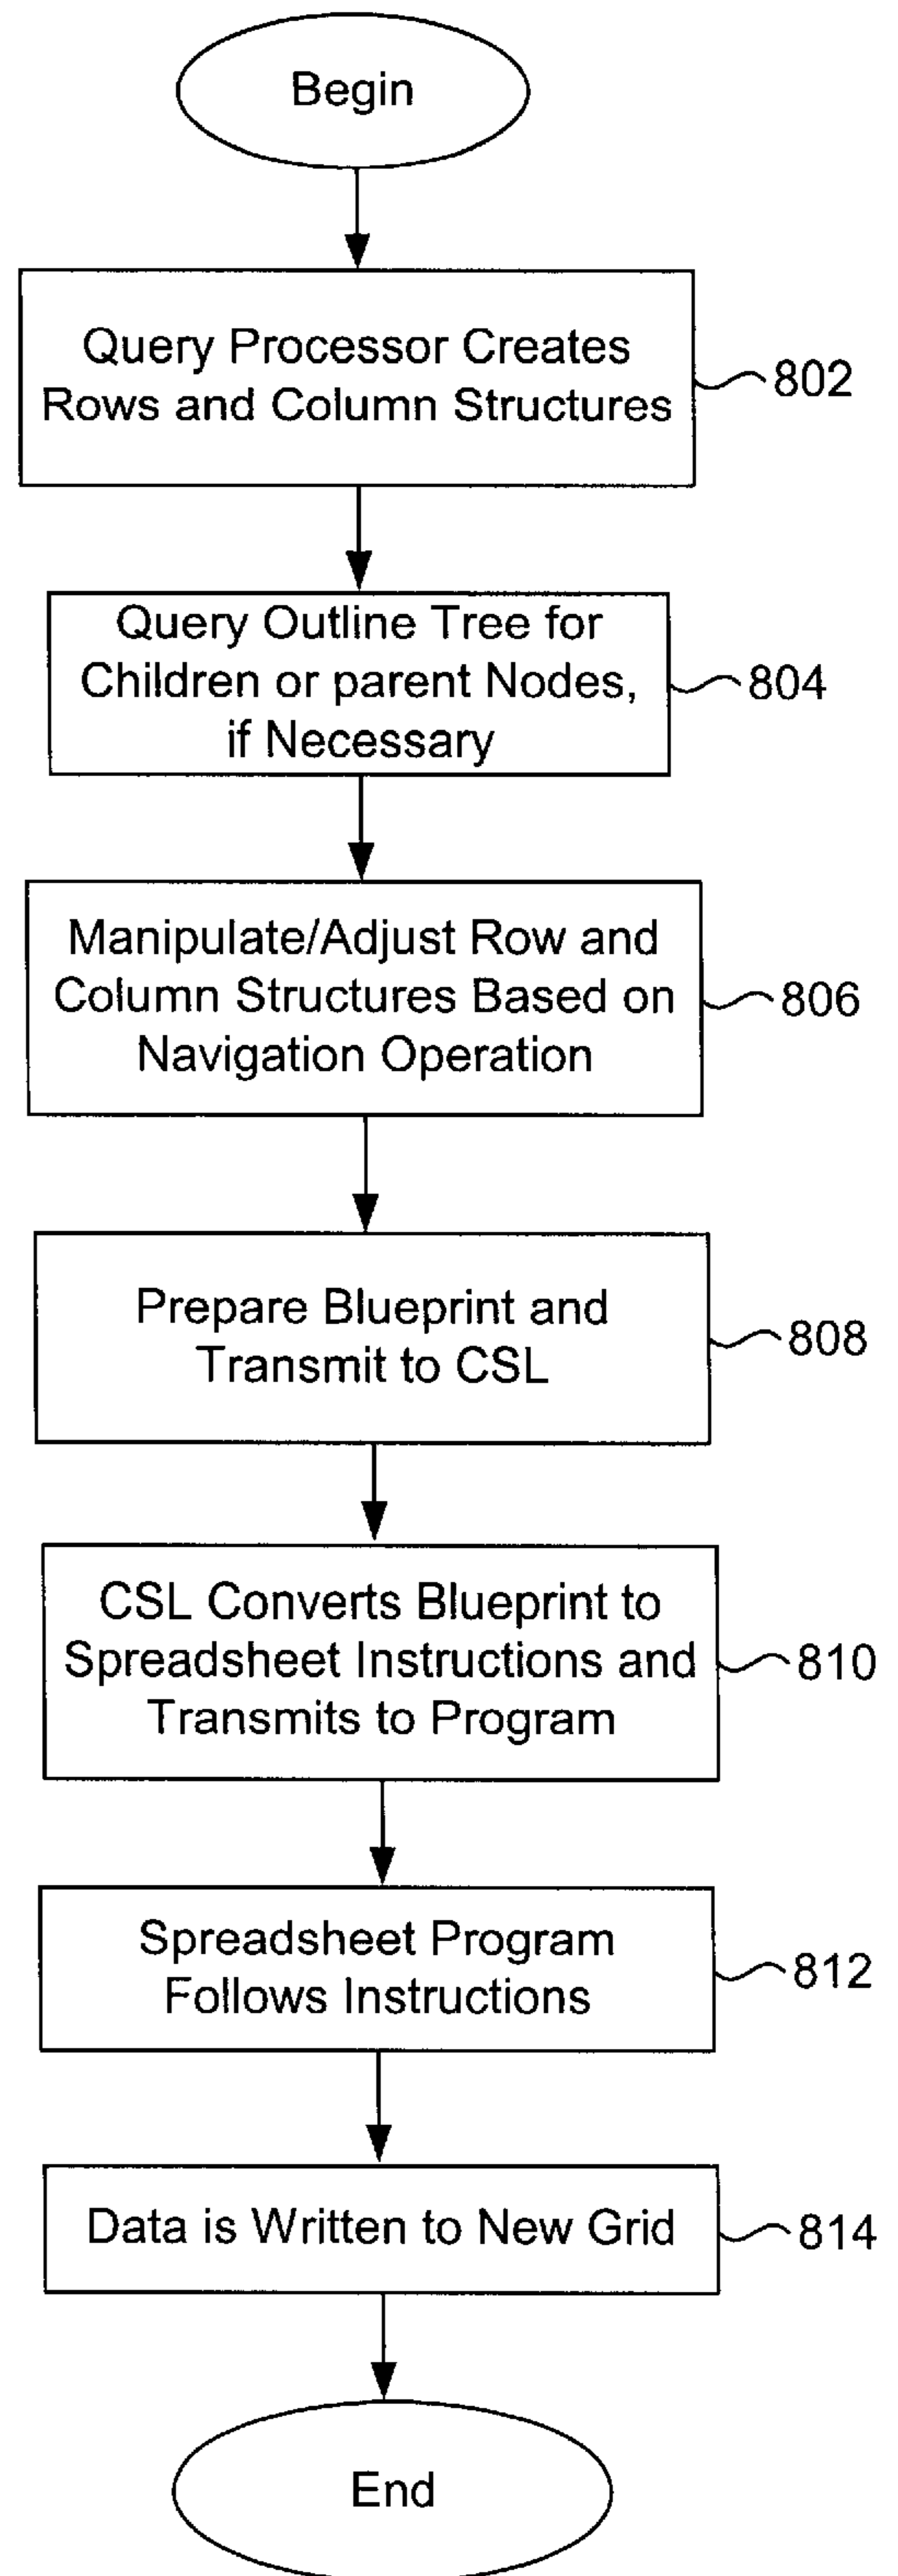 Begin
Query Processor Creates
Rows and Column Structures
802
Query Outline Tree for
Children or parent Nodes,
if Necessary
804
Manipulate/Adjust Row and
Column Structures Based on
Navigation Operation
806
Prepare Blueprint and
Transmit to CSL
808
CSL Converts Blueprint to
Spreadsheet Instructions and
Transmits to Program
810
Spreadsheet Program
Follows Instructions
812
Data is Written to New Grid
814
End